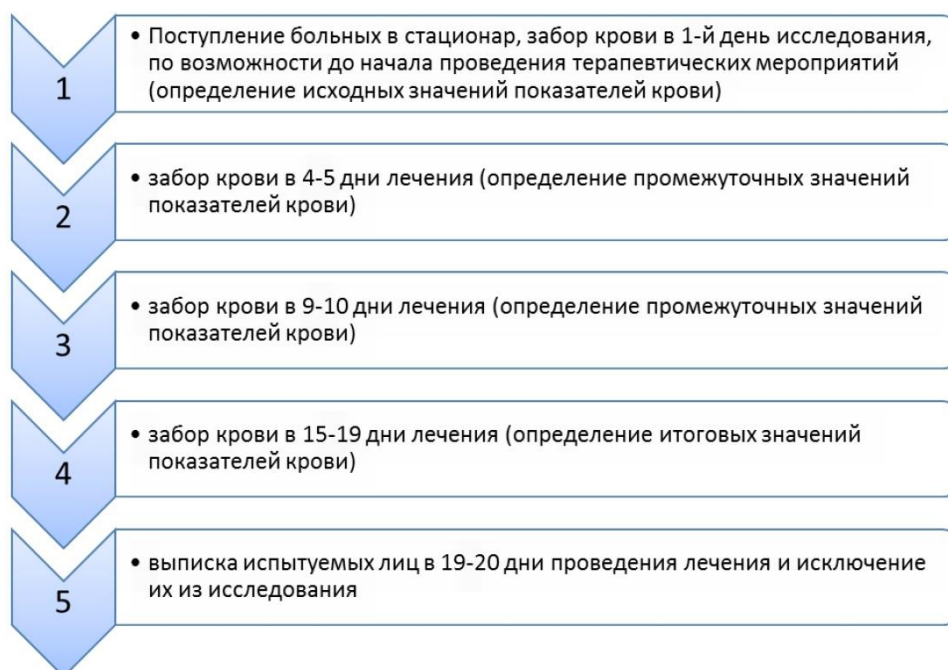 1
• Поступление больных в стационар, забор крови в 1-й день исследования,
по возможности до начала проведения терапевтических мероприятий
(определение исходных значений показателей крови)
2
• забор крови в 4-5 дни лечения (определение промежуточных значений
показателей крови)
3
• забор крови в 9-10 дни лечения (определение промежуточных значений
показателей крови)
4
• забор крови в 15-19 дни лечения (определение итоговых значений
показателей крови)
5
• выписка испытуемых лиц в 19-20 дни проведения лечения и исключение
их из исследования